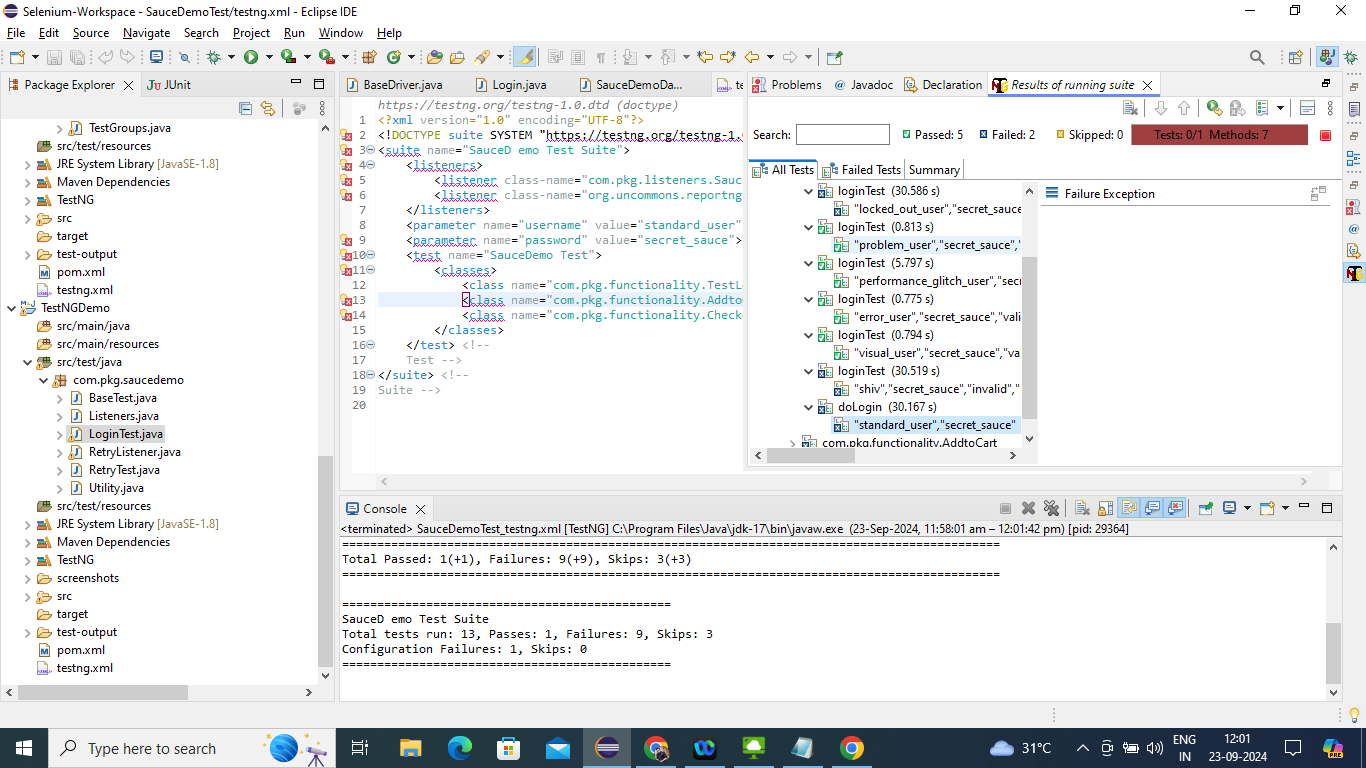 Selenium-Workspace - SauceDemoTest/testng.xml - Eclipse IDE
File Edit Source Navigate Search Project Run Window Help
Package Explorer
JUnit
TestGroups.java
src/test/resources
JRE System Library [JavaSE-1.8]
Maven Dependencies
TestNG
src
target
test-output
pom.xml
testng.xml
TestNGDemo
src/main/java
src/main/resources
src/test/java
com.pkg.saucedemo
BaseTest.java
Listeners.java
LoginTest.java
RetryListener.java
RetryTest.java
Utility.java
src/test/resources
JRE System Library [JavaSE-1.8]
Maven Dependencies
TestNG
screenshots
src
target
test-output
pom.xml
testng.xml
BaseDriver.java Login.java SauceDemoDa... te
https://testng.org/testng-1.0.dtd (doctype)
1 <?xml version="1.0" encoding="UTF-8"?>
2 <!DOCTYPE suite SYSTEM "https://testng.org/testng-1.
3 <suite name="SauceD emo Test Suite">
4 <listeners>
5 <listener class-name="com.pkg.listeners.Sauc
6 <listener class-name="org.uncommons.reportng
7 </listeners>
8 <parameter name="username" value="standard_user"
9 <parameter name="password" value="secret_sauce">
10 <test name="SauceDemo Test">
11 <classes>
12 <class name="com.pkg.functionality.TestL
13 <class name="com.pkg.functionality.Addto
14 <class name="com.pkg.functionality.Check
15 </classes>
16 </test> <!--
17 Test -->
18 </suite> <!--
19 Suite -->
20
Problems @ Javadoc Declaration Results of running suite
Search: Passed: 5 Failed: 2 Skipped: 0 Tests: 0/1 Methods: 7
All Tests Failed Tests Summary
loginTest (30.586 s)
"locked_out_user","secret_sauce
loginTest (0.813 s)
"problem_user","secret_sauce","
loginTest (5.797 s)
"performance_glitch_user","secr
loginTest (0.775 s)
"error_user","secret_sauce","vali
loginTest (0.794 s)
"visual_user","secret_sauce","va
loginTest (30.519 s)
"shiv","secret_sauce","invalid","
doLogin (30.167 s)
"standard_user","secret_sauce"
com.pkg.functionality.AddtoCart
Failure Exception
Console
<terminated> SauceDemoTest_testng.xml [TestNG] C:\Program Files\Java\jdk-17\bin\javaw.exe (23-Sep-2024, 11:58:01 am – 12:01:42 pm) [pid: 29364]
Total Passed: 1(+1), Failures: 9(+9), Skips: 3(+3)
===============================================
SauceD emo Test Suite
Total tests run: 13, Passes: 1, Failures: 9, Skips: 3
Configuration Failures: 1, Skips: 0
===============================================
Type here to search
31°C
ENG
IN
12:01
23-09-2024
PRE